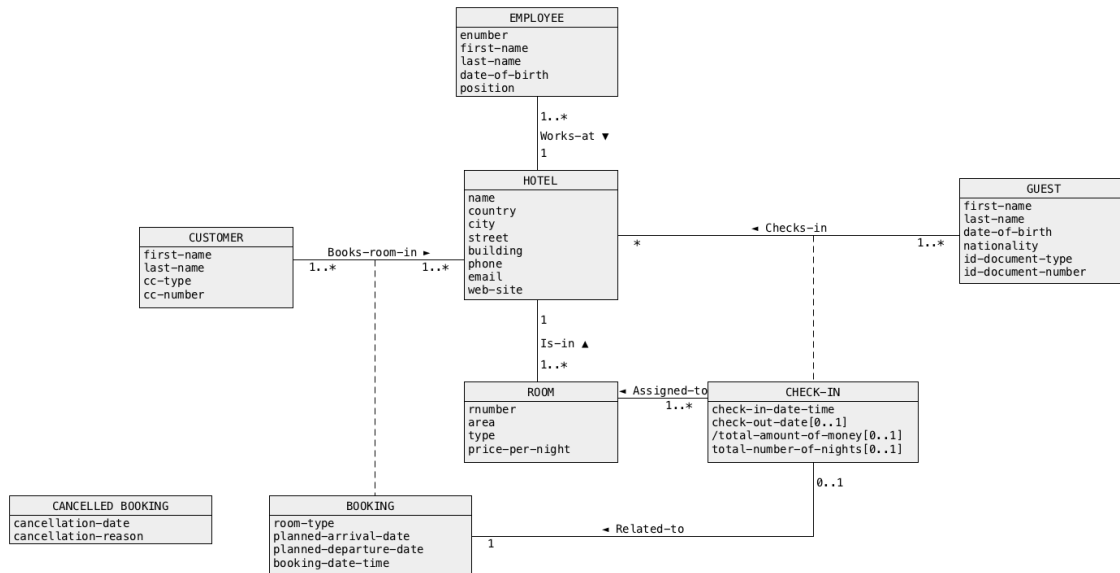 EMPLOYEE
enumber
first-name
last-name
date-of-birth
position
1..*
Works-at ▼
1
HOTEL
name
country
city
street
building
phone
email
web-site
GUEST
first-name
last-name
date-of-birth
nationality
id-document-type
id-document-number
◄ Checks-in
*
1..*
CUSTOMER
first-name
last-name
cc-type
cc-number
Books-room-in ►
1..*
1..*
1
Is-in ▲
1..*
ROOM
rnumber
area
type
price-per-night
◄ Assigned-to
1..*
CHECK-IN
check-in-date-time
check-out-date[0..1]
/total-amount-of-money[0..1]
total-number-of-nights[0..1]
0..1
CANCELLED BOOKING
cancellation-date
cancellation-reason
BOOKING
room-type
planned-arrival-date
planned-departure-date
booking-date-time
◄ Related-to
1